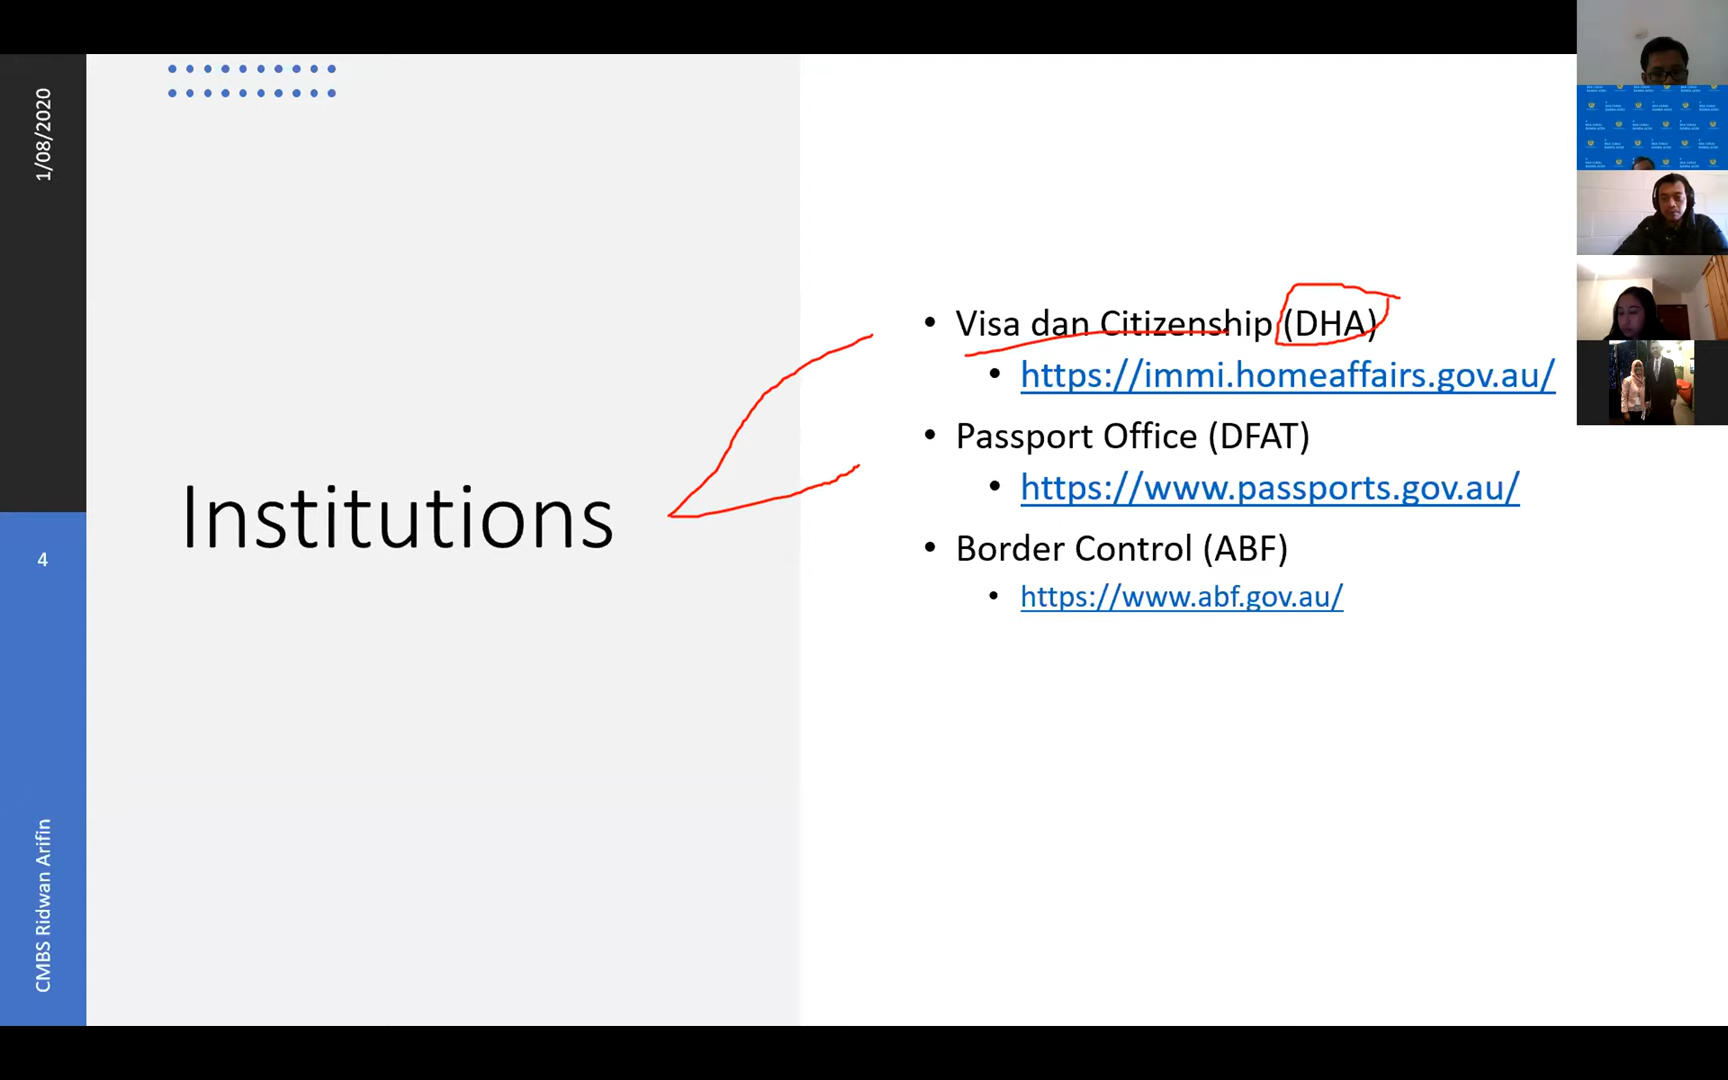 1/08/2020
Institutions
4
CMBS Ridwan Arifin
• Visa dan Citizenship (DHA)
• https://immi.homeaffairs.gov.au/
• Passport Office (DFAT)
• https://www.passports.gov.au/
• Border Control (ABF)
• https://www.abf.gov.au/